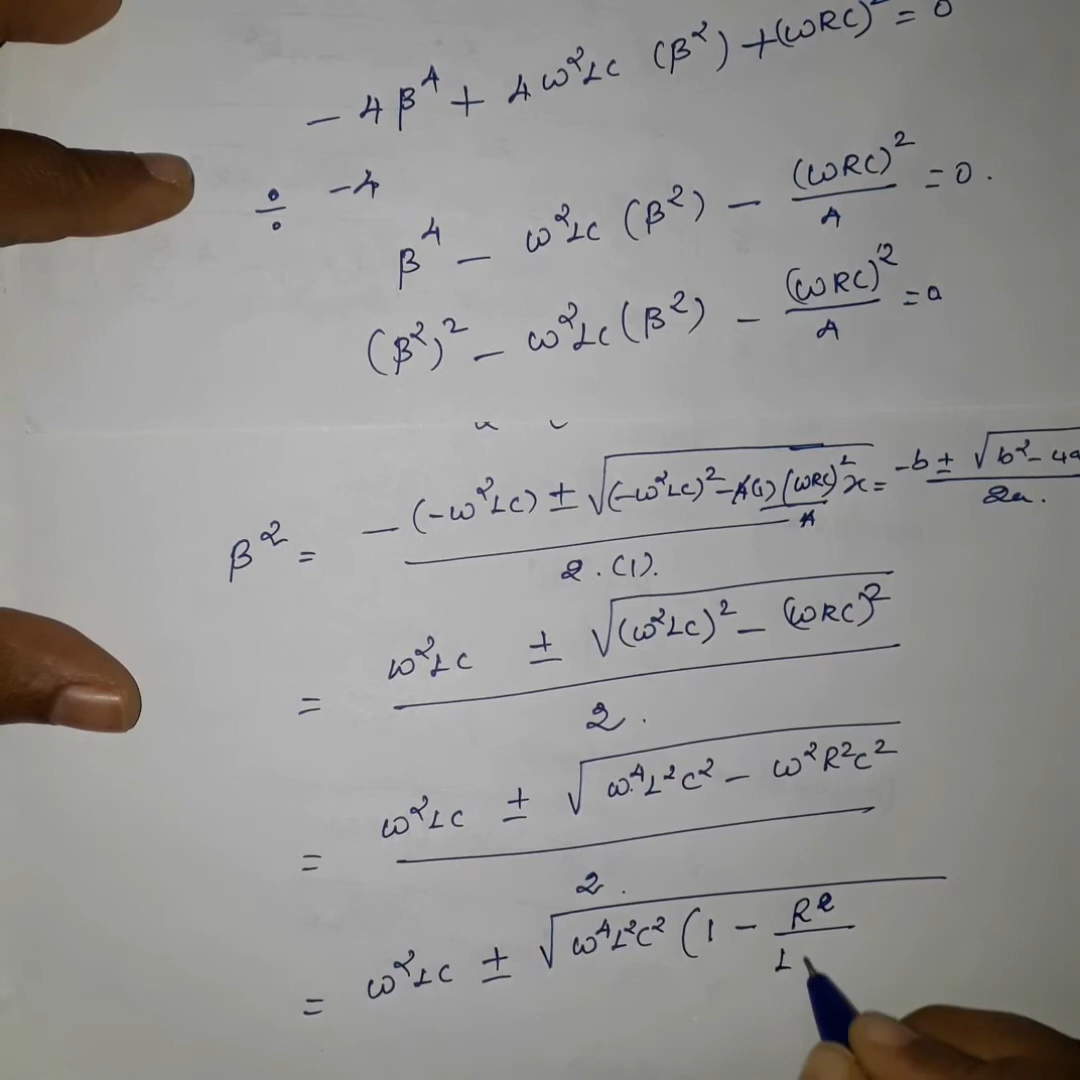 − 4β⁴ + 4ω²LC (β²) + (ωRC)² = 0
÷ −4
β⁴ − ω²LC (β²) − (ωRC)²/4 = 0.
(β²)² − ω²LC (β²) − (ωRC)²/4 = 0
β² = −(−ω²LC) ± √((−ω²LC)² − 4(1)(ωRC)²/4) / 2.(1). x = −b ± √b² − 4a / 2a.
= ω²LC ± √((ω²LC)² − (ωRC)²) / 2.
= ω²LC ± √(ω⁴L²C² − ω²R²C²) / 2.
= ω²LC ± √ω⁴L²C² (1 − R²/L